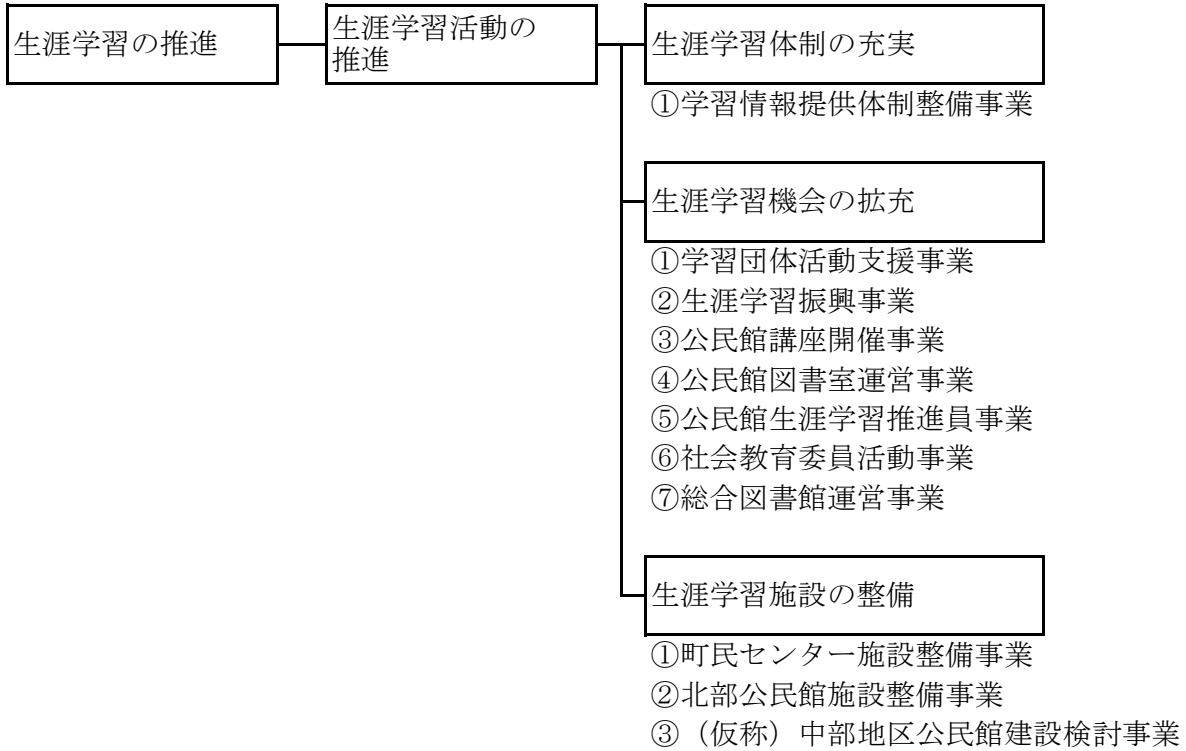 生涯学習の推進
生涯学習活動の
推進
生涯学習体制の充実
①学習情報提供体制整備事業
生涯学習機会の拡充
①学習団体活動支援事業
②生涯学習振興事業
③公民館講座開催事業
④公民館図書室運営事業
⑤公民館生涯学習推進員事業
⑥社会教育委員活動事業
⑦総合図書館運営事業
生涯学習施設の整備
①町民センター施設整備事業
②北部公民館施設整備事業
③（仮称）中部地区公民館建設検討事業